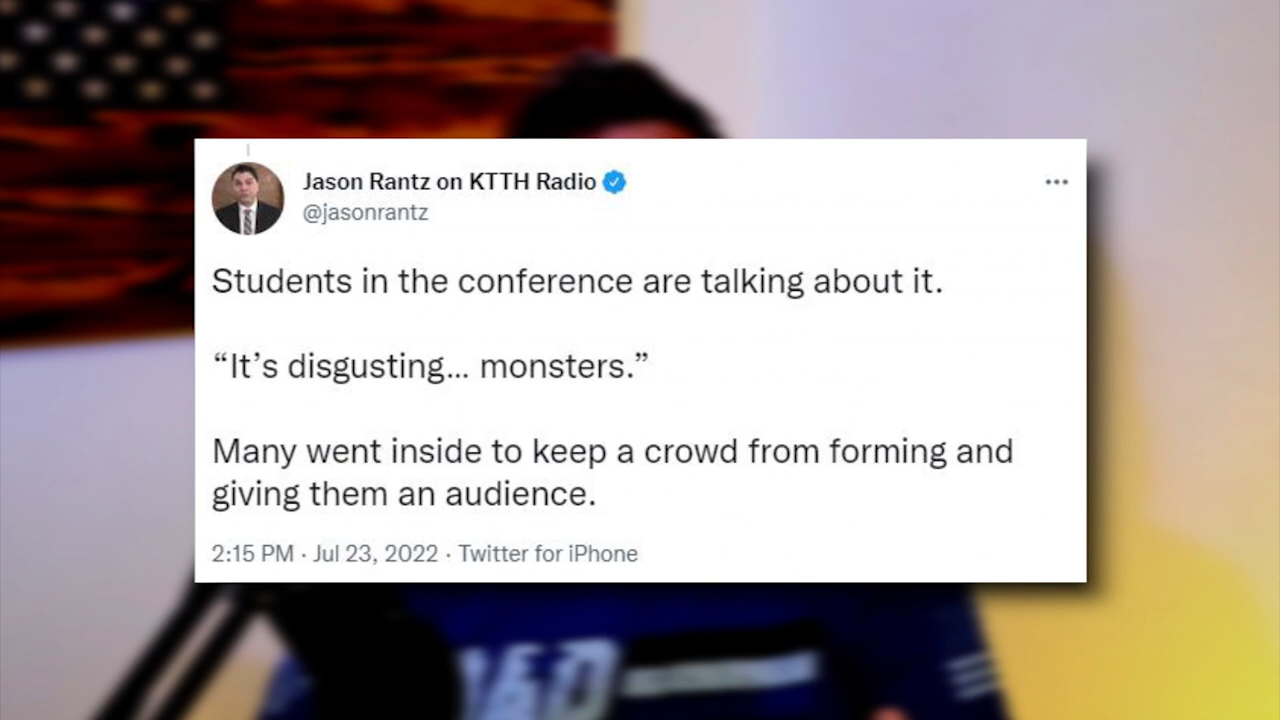 Jason Rantz on KTTH Radio
@jasonrantz
Students in the conference are talking about it.
“It’s disgusting... monsters.”
Many went inside to keep a crowd from forming and
giving them an audience.
2:15 PM · Jul 23, 2022 · Twitter for iPhone